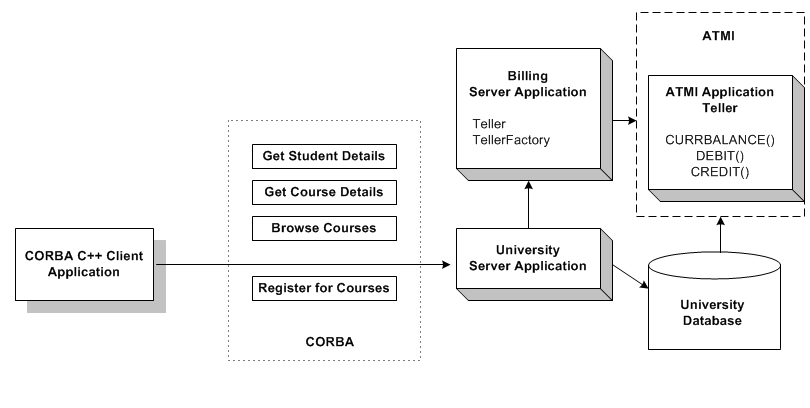 ATMI
Billing
Server Application
Teller
TellerFactory
ATMI Application
Teller
CURRBALANCE()
DEBIT()
CREDIT()
Get Student Details
Get Course Details
Browse Courses
CORBA C++ Client
Application
University
Server Application
Register for Courses
University
Database
CORBA